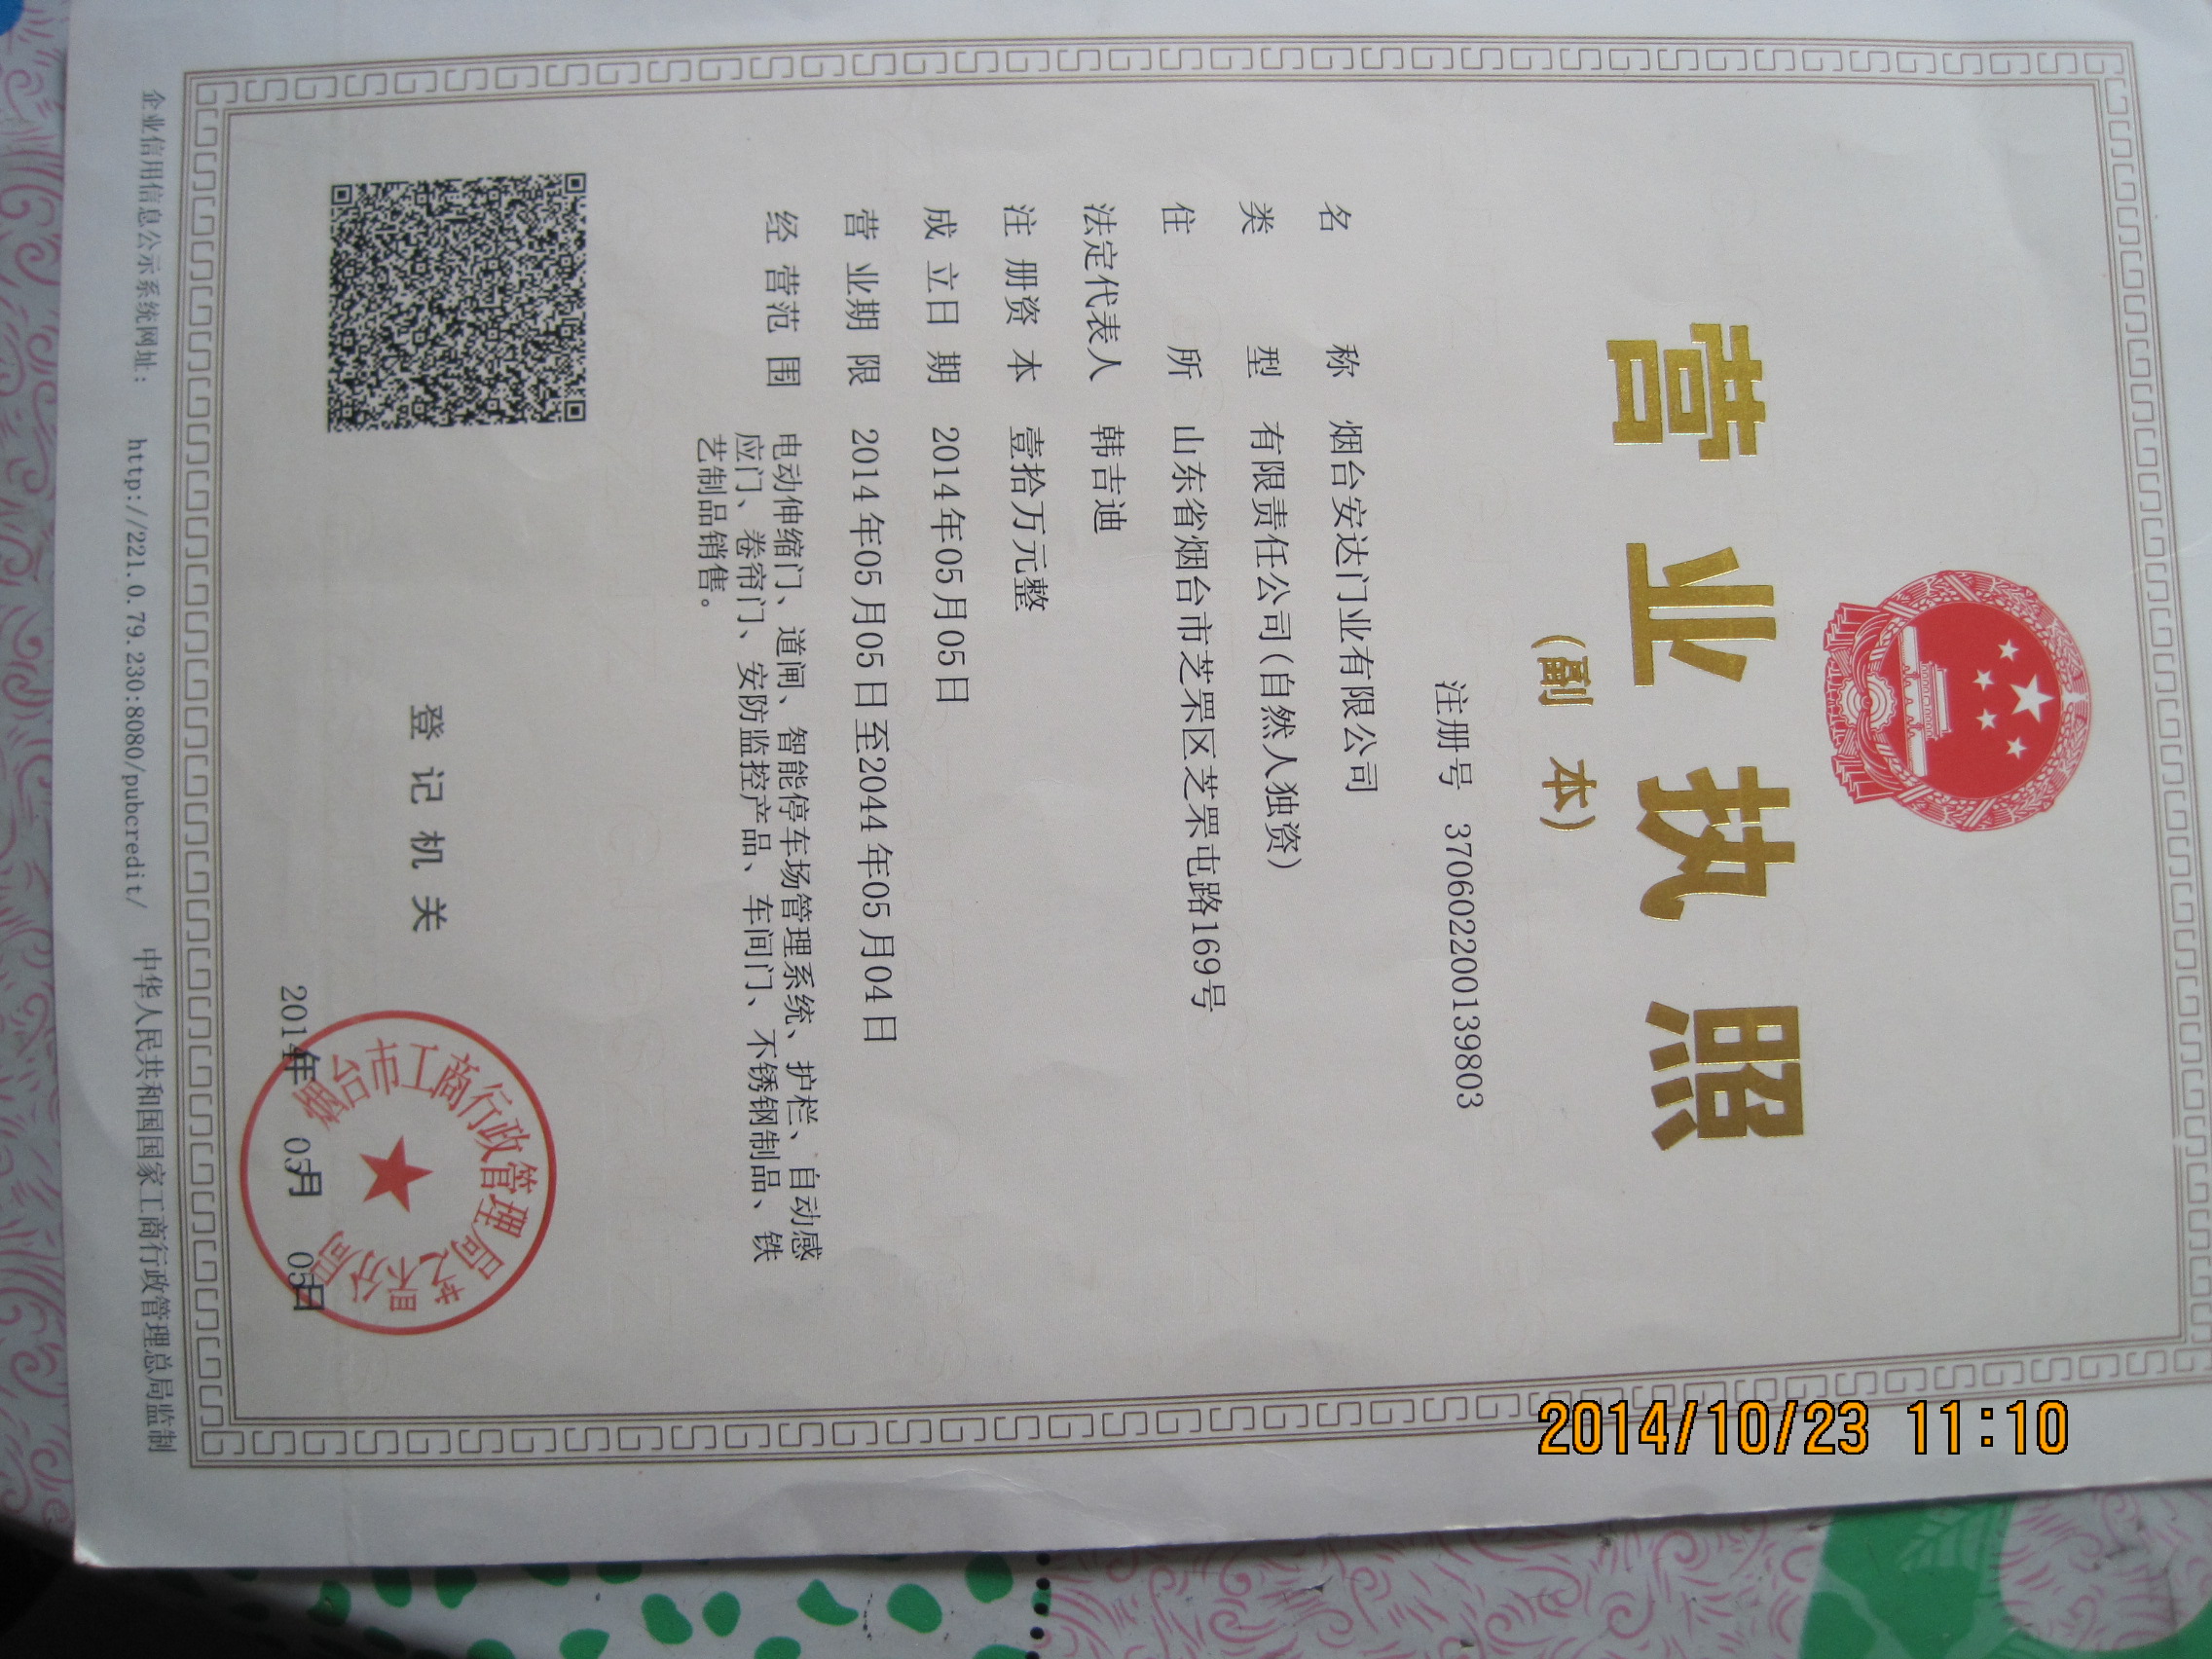 营业执照
(副 本)
注册号 370602200139803
名 称 烟台安达门业有限公司
类 型 有限责任公司(自然人独资)
住 所 山东省烟台市芝罘区芝罘屯路169号
法定代表人 韩吉迪
注册资本 壹拾万元整
成立日期 2014年05月05日
营业期限 2014年05月05日至2044年05月04日
经营范围 电动伸缩门、道闸、智能停车场管理系统、护栏、自动感
应门、卷帘门、安防监控产品、车间门、不锈钢制品、铁
艺制品销售。
登记机关
烟台市工商行政管理局
芝罘分局
2014年 05月 05日
企业信用信息公示系统网址: http://221.0.79.230:8080/pubcredit/ 中华人民共和国国家工商行政管理总局监制
2014/10/23 11:10